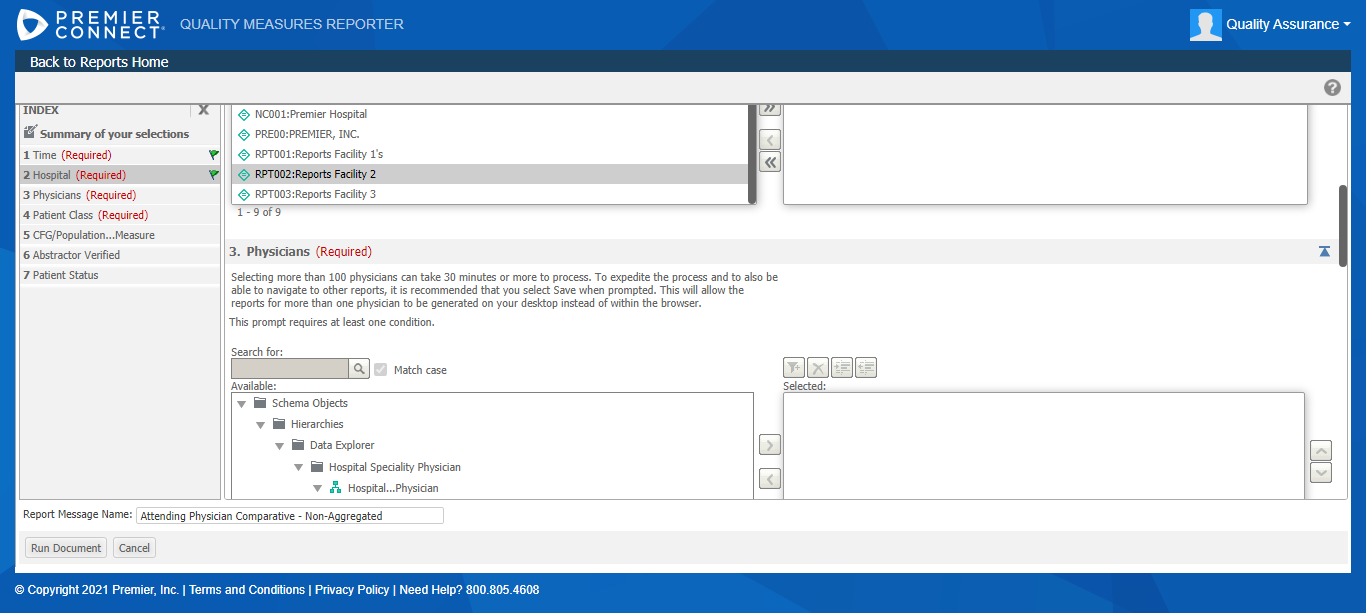 PREMIER CONNECT QUALITY MEASURES REPORTER
Quality Assurance
Back to Reports Home
INDEX
Summary of your selections
1 Time (Required)
2 Hospital (Required)
3 Physicians (Required)
4 Patient Class (Required)
5 CFG/Population...Measure
6 Abstractor Verified
7 Patient Status
NC001:Premier Hospital
PRE00:PREMIER, INC.
RPT001:Reports Facility 1's
RPT002:Reports Facility 2
RPT003:Reports Facility 3
1 - 9 of 9
3. Physicians (Required)
Selecting more than 100 physicians can take 30 minutes or more to process. To expedite the process and to also be
able to navigate to other reports, it is recommended that you select Save when prompted. This will allow the
reports for more than one physician to be generated on your desktop instead of within the browser.
This prompt requires at least one condition.
Search for:
Match case
Available:
Schema Objects
Hierarchies
Data Explorer
Hospital Speciality Physician
Hospital...Physician
Selected:
Report Message Name: Attending Physician Comparative - Non-Aggregated
Run Document Cancel
© Copyright 2021 Premier, Inc. | Terms and Conditions | Privacy Policy | Need Help? 800.805.4608